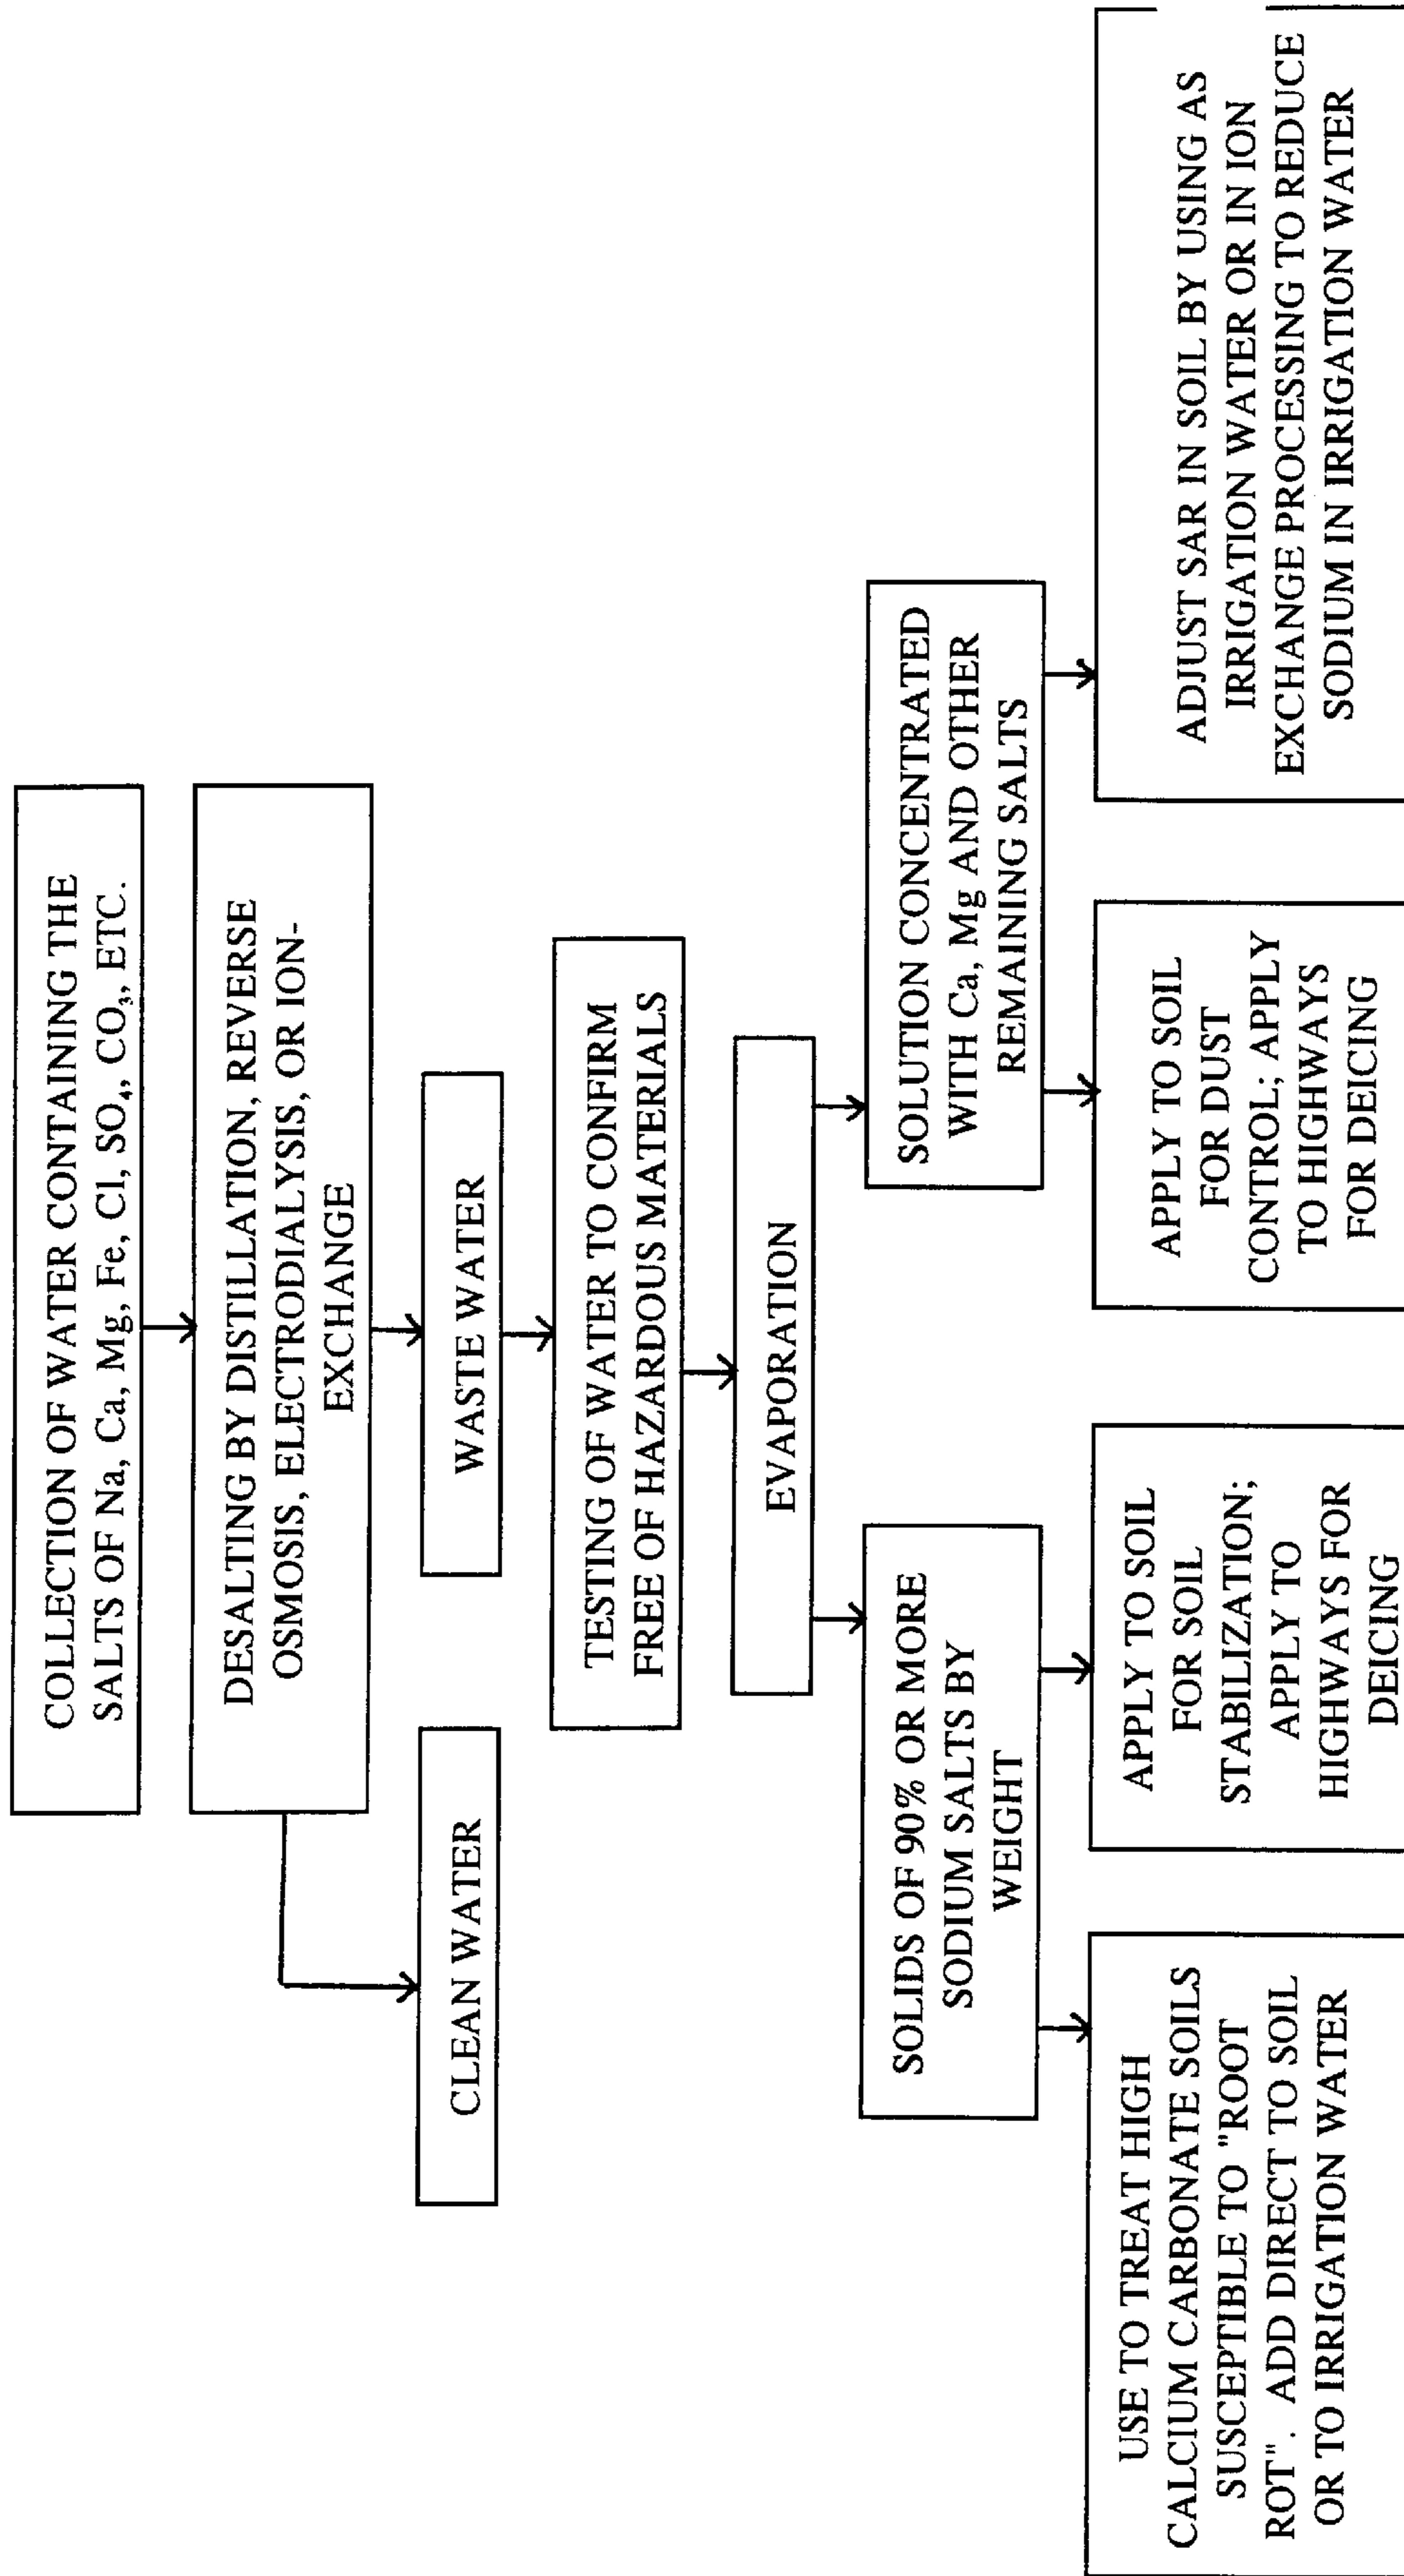 COLLECTION OF WATER CONTAINING THE
SALTS OF Na, Ca, Mg, Fe, Cl, SO₄, CO₃, ETC.
DESALTING BY DISTILLATION, REVERSE
OSMOSIS, ELECTRODIALYSIS, OR ION-
EXCHANGE
CLEAN WATER
WASTE WATER
TESTING OF WATER TO CONFIRM
FREE OF HAZARDOUS MATERIALS
EVAPORATION
SOLIDS OF 90% OR MORE
SODIUM SALTS BY
WEIGHT
SOLUTION CONCENTRATED
WITH Ca, Mg AND OTHER
REMAINING SALTS
USE TO TREAT HIGH
CALCIUM CARBONATE SOILS
SUSCEPTIBLE TO "ROOT
ROT". ADD DIRECT TO SOIL
OR TO IRRIGATION WATER
APPLY TO SOIL
FOR SOIL
STABILIZATION;
APPLY TO
HIGHWAYS FOR
DEICING
APPLY TO SOIL
FOR DUST
CONTROL; APPLY
TO HIGHWAYS
FOR DEICING
ADJUST SAR IN SOIL BY USING AS
IRRIGATION WATER OR IN ION
EXCHANGE PROCESSING TO REDUCE
SODIUM IN IRRIGATION WATER